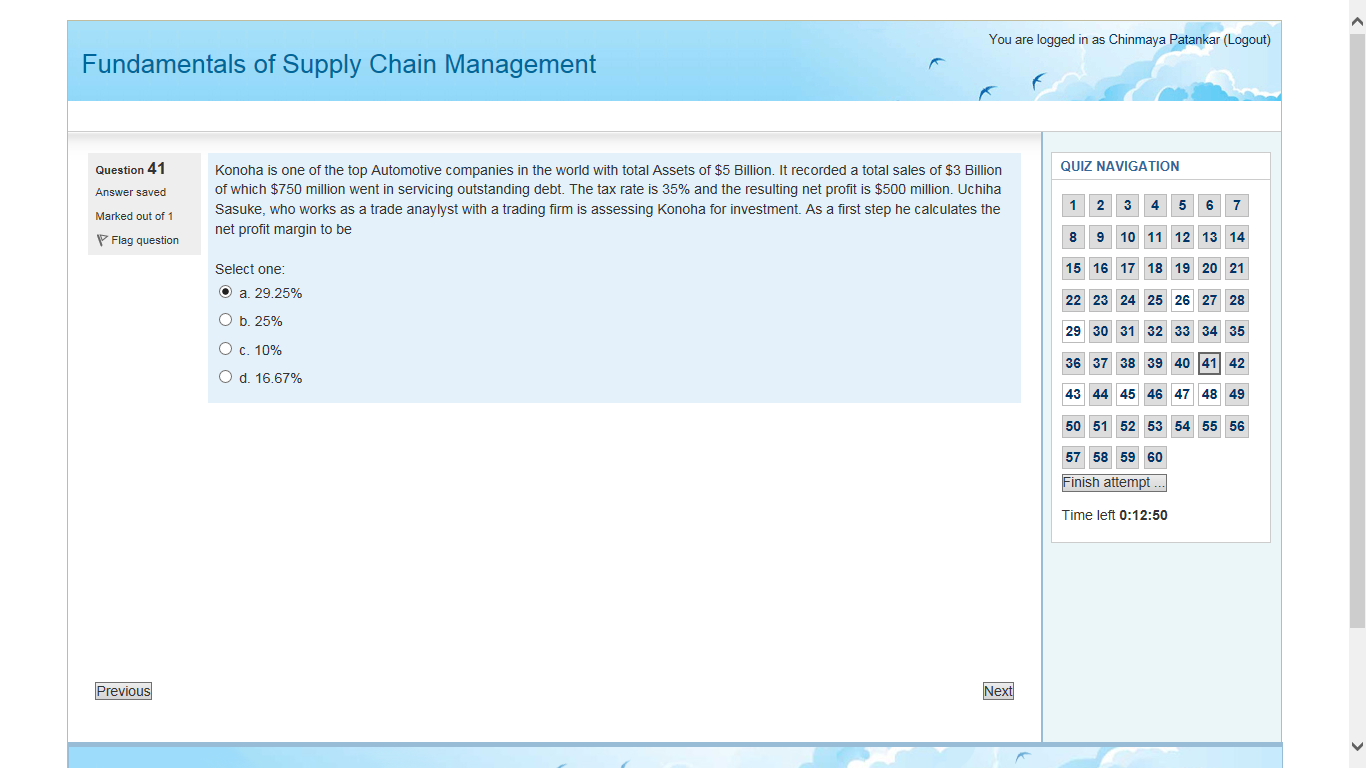 You are logged in as Chinmaya Patankar (Logout)
Fundamentals of Supply Chain Management
Question 41
Answer saved
Marked out of 1
Flag question
Konoha is one of the top Automotive companies in the world with total Assets of $5 Billion. It recorded a total sales of $3 Billion
of which $750 million went in servicing outstanding debt. The tax rate is 35% and the resulting net profit is $500 million. Uchiha
Sasuke, who works as a trade anaylyst with a trading firm is assessing Konoha for investment. As a first step he calculates the
net profit margin to be
Select one:
a. 29.25%
b. 25%
c. 10%
d. 16.67%
Previous
Next
QUIZ NAVIGATION
1 2 3 4 5 6 7
8 9 10 11 12 13 14
15 16 17 18 19 20 21
22 23 24 25 26 27 28
29 30 31 32 33 34 35
36 37 38 39 40 41 42
43 44 45 46 47 48 49
50 51 52 53 54 55 56
57 58 59 60
Finish attempt ...
Time left 0:12:50